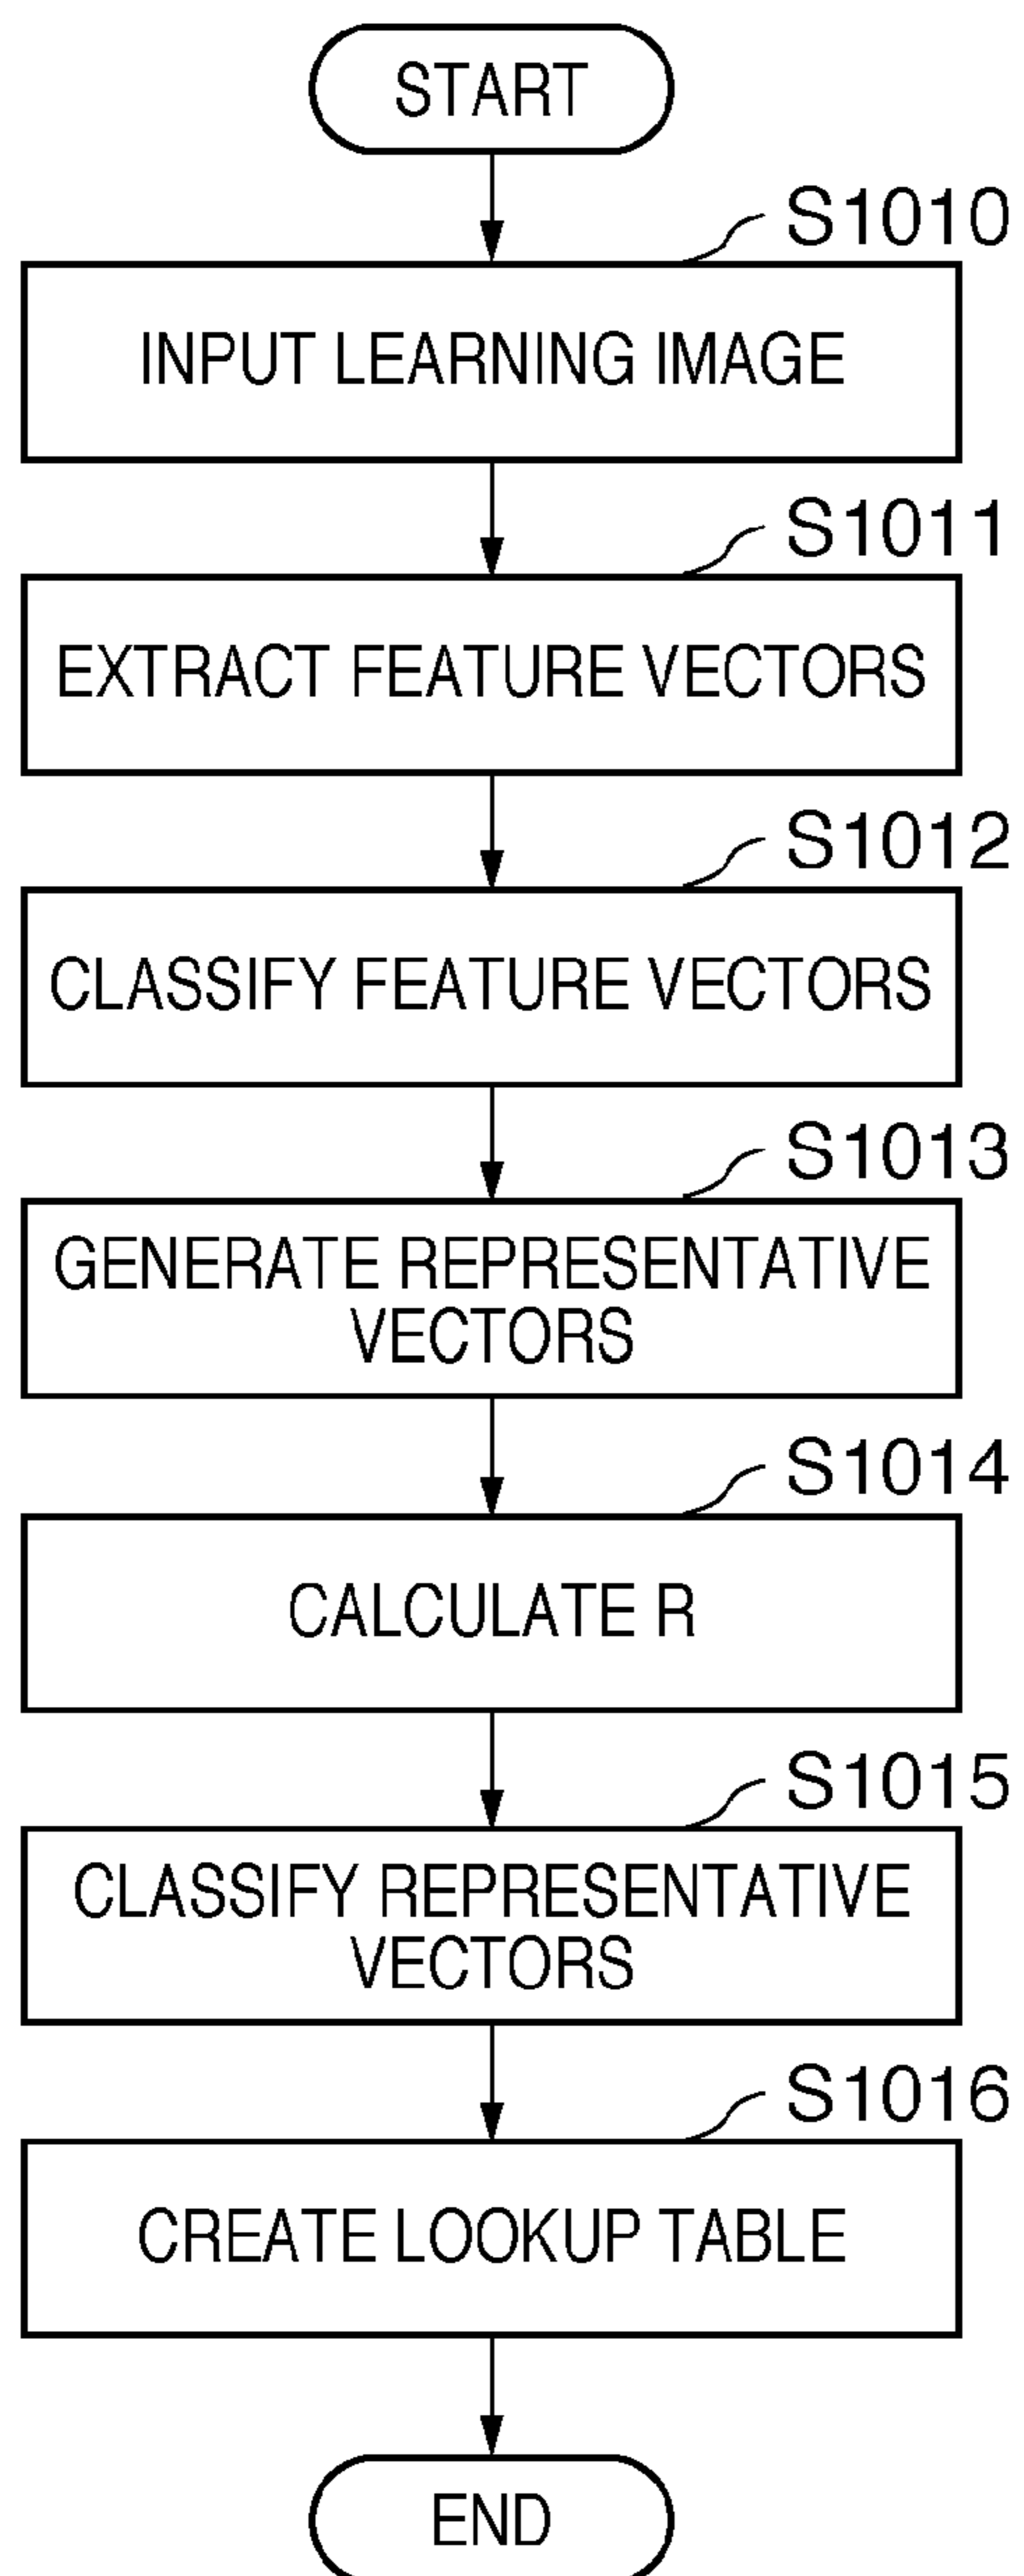 START
S1010
INPUT LEARNING IMAGE
S1011
EXTRACT FEATURE VECTORS
S1012
CLASSIFY FEATURE VECTORS
S1013
GENERATE REPRESENTATIVE
VECTORS
S1014
CALCULATE R
S1015
CLASSIFY REPRESENTATIVE
VECTORS
S1016
CREATE LOOKUP TABLE
END